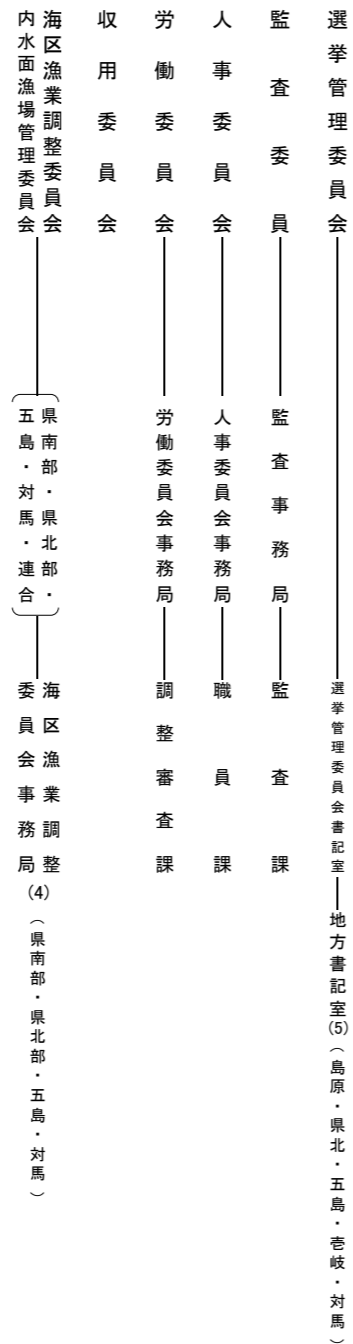 選挙管理委員会
選挙管理委員会書記室
地方書記室(5)(島原・県北・五島・壱岐・対馬)
監査委員
監査事務局
監査課
人事委員会
人事委員会事務局
職員課
労働委員会
労働委員会事務局
調整審査課
収用委員会
海区漁業調整委員会
内水面漁場管理委員会
県南部・県北部・
五島・対馬・連合
海区漁業調整
委員会事務局
(4)
(県南部・県北部・五島・対馬)